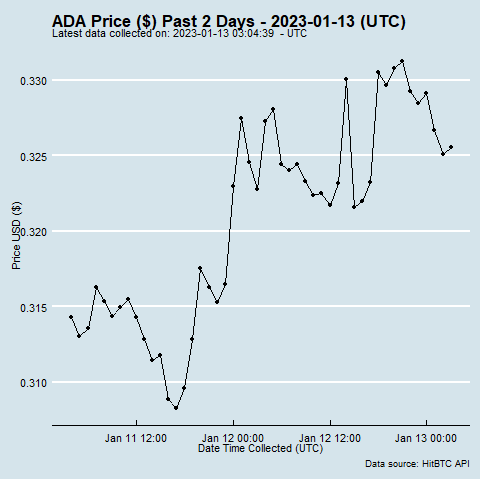 ADA Price ($) Past 2 Days - 2023-01-13 (UTC)
Latest data collected on: 2023-01-13 03:04:39 - UTC
0.330
0.325
0.320
0.315
0.310
Price USD ($)
Jan 11 12:00 Jan 12 00:00 Jan 12 12:00 Jan 13 00:00
Date Time Collected (UTC)
Data source: HitBTC API